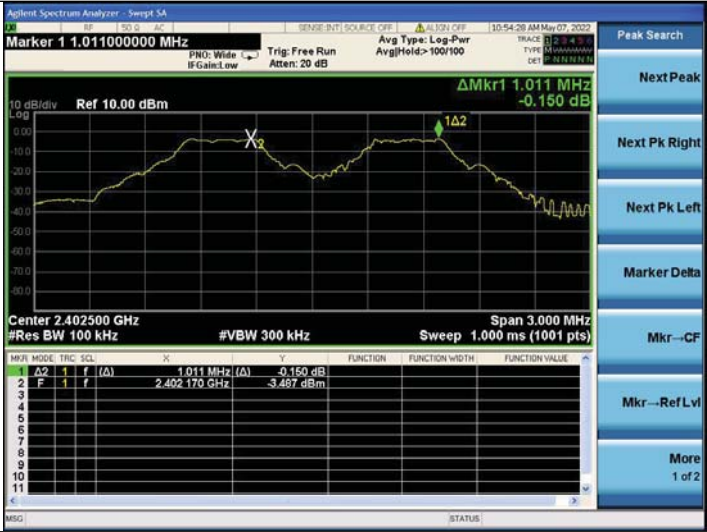 Agilent Spectrum Analyzer - Swept SA
RF 50 Ω AC SENSE:INT SOURCE OFF ALIGN OFF 10:54:28 AM May 07, 2022
Marker 1 1.011000000 MHz
PNO: Wide
IFGain:Low
Trig: Free Run
Atten: 20 dB
Avg Type: Log-Pwr
Avg|Hold:>100/100
TRACE 1 2 3 4 5 6
TYPE M
DET P N N N N N
ΔMkr1 1.011 MHz
-0.150 dB
10 dB/div Ref 10.00 dBm
Log
0.00
-10.0
-20.0
-30.0
-40.0
-50.0
-60.0
-70.0
-80.0
1Δ2
X2
Center 2.402500 GHz Span 3.000 MHz
#Res BW 100 kHz #VBW 300 kHz Sweep 1.000 ms (1001 pts)
MKR MODE TRC SCL X Y FUNCTION FUNCTION WIDTH FUNCTION VALUE
1 Δ2 1 f (Δ) 1.011 MHz (Δ) -0.150 dB
2 F 1 f 2.402 170 GHz -3.487 dBm
3
4
5
6
7
8
9
10
11
MSG STATUS
Peak Search
Next Peak
Next Pk Right
Next Pk Left
Marker Delta
Mkr→CF
Mkr→Ref Lvl
More
1 of 2